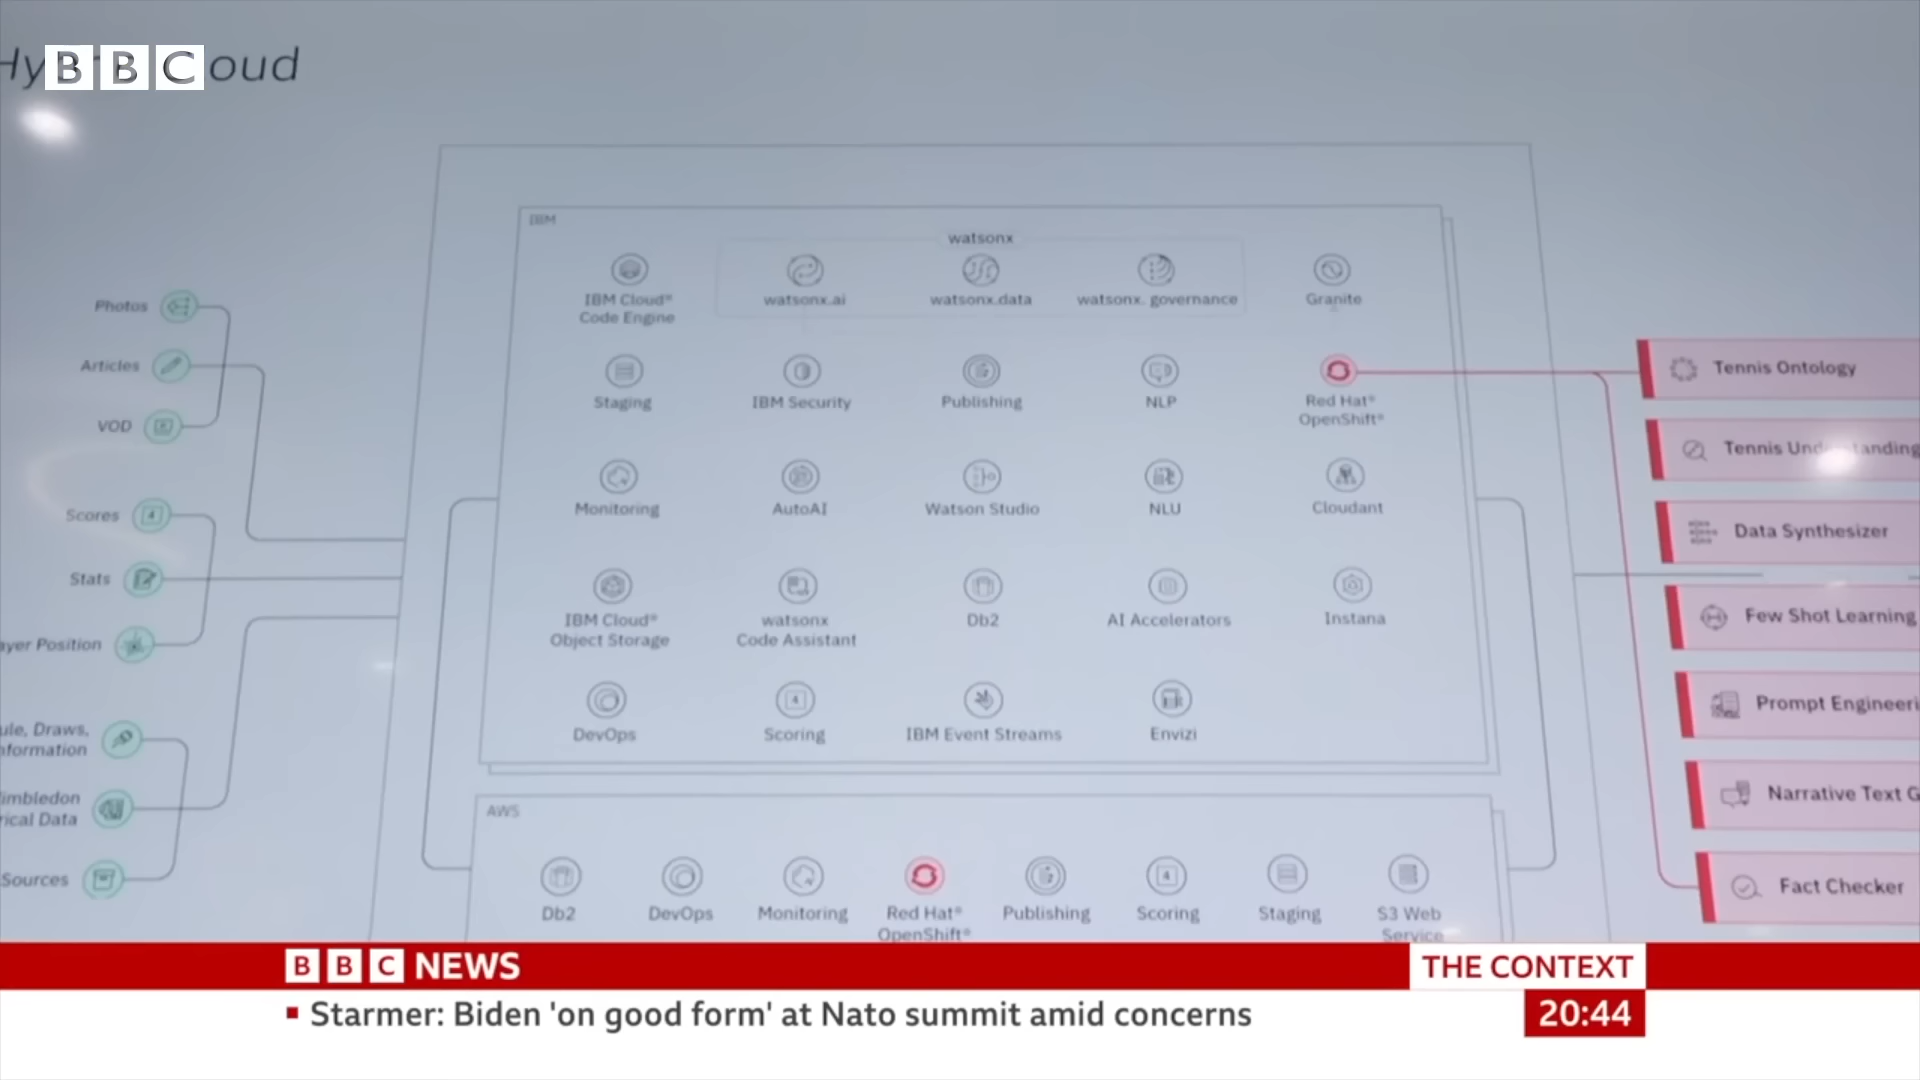 BBC
oud
IBM
watsonx
IBM Cloud®
Code Engine
watsonx.ai
watsonx.data
watsonx. governance
Granite
Staging
IBM Security
Publishing
NLP
Red Hat®
OpenShift®
Monitoring
AutoAI
Watson Studio
NLU
Cloudant
IBM Cloud®
Object Storage
watsonx
Code Assistant
Db2
AI Accelerators
Instana
DevOps
Scoring
IBM Event Streams
Envizi
AWS
Db2
DevOps
Monitoring
Red Hat®
OpenShift®
Publishing
Scoring
Staging
S3 Web
Service
Photos
Articles
VOD
Scores
Stats
ayer Position
ule, Draws,
nformation
imbledon
rical Data
Sources
Tennis Ontology
Tennis
Data Synthesizer
Few Shot Learning
Prompt Engineeri
Narrative Text G
Fact Checker
BBC NEWS
THE CONTEXT
Starmer: Biden 'on good form' at Nato summit amid concerns
20:44